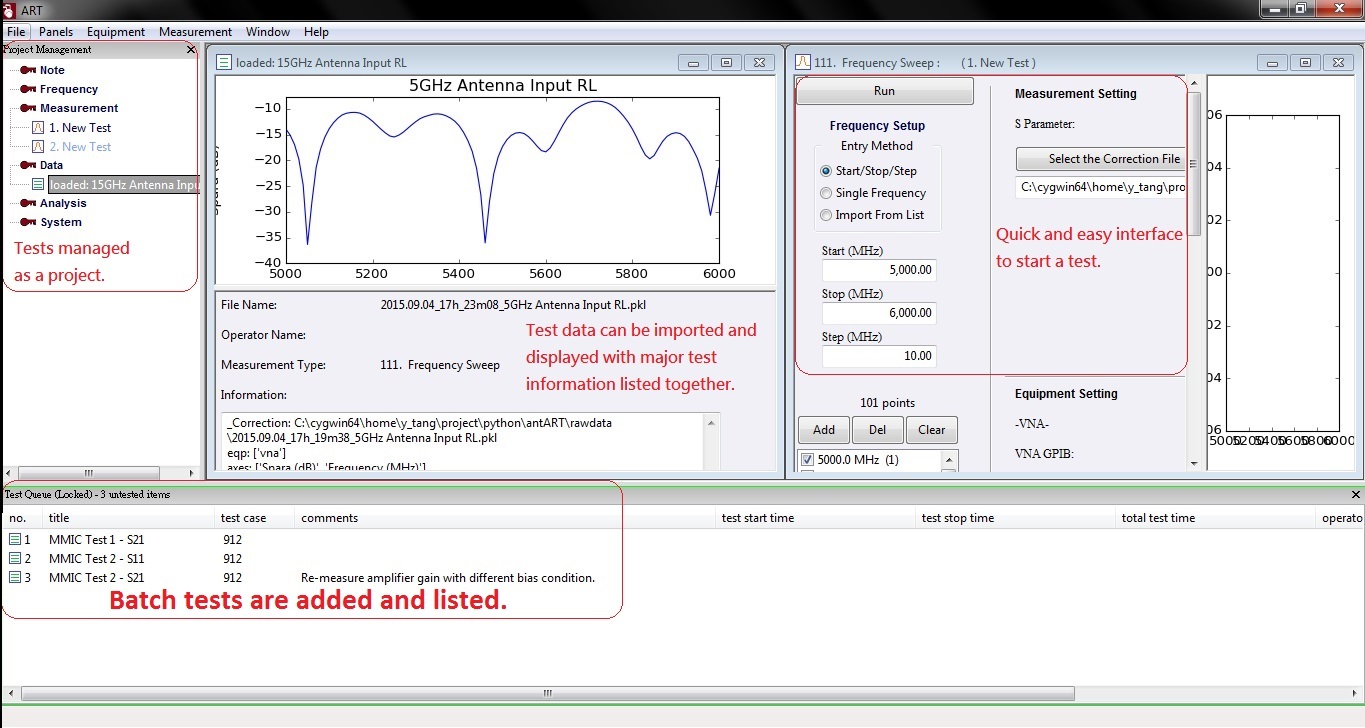 ART
File Panels Equipment Measurement Window Help
Project Management
Note
Frequency
Measurement
1. New Test
2. New Test
Data
loaded: 15GHz Antenna Inpu
Analysis
System
Tests managed
as a project.
loaded: 15GHz Antenna Input RL
5GHz Antenna Input RL
−10
−15
−20
−25
−30
−35
−40
5000 5200 5400 5600 5800 6000
File Name: 2015.09.04_17h_23m08_5GHz Antenna Input RL.pkl
Operator Name:
Measurement Type: 111. Frequency Sweep
Information:
Test data can be imported and
displayed with major test
information listed together.
_Correction: C:\cygwin64\home\y_tang\project\python\antART\rawdata
\2015.09.04_17h_19m38_5GHz Antenna Input RL.pkl
eqp: ['vna']
axes: ['Spara (dB)', 'Frequency (MHz)']
111. Frequency Sweep : ( 1. New Test )
Run
Frequency Setup
Entry Method
Start/Stop/Step
Single Frequency
Import From List
Start (MHz)
5,000.00
Stop (MHz)
6,000.00
Step (MHz)
10.00
101 points
Add Del Clear
5000.0 MHz (1)
Measurement Setting
S Parameter:
Select the Correction File
C:\cygwin64\home\y_tang\pro
Quick and easy interface
to start a test.
Equipment Setting
-VNA-
VNA GPIB:
06
04
02
00
02
04
06
5000 5200 5400 5600 5800 6000
Test Queue (Locked) - 3 untested items
no. title test case comments test start time test stop time total test time operato
1 MMIC Test 1 - S21 912
2 MMIC Test 2 - S11 912
3 MMIC Test 2 - S21 912 Re-measure amplifier gain with different bias condition.
Batch tests are added and listed.